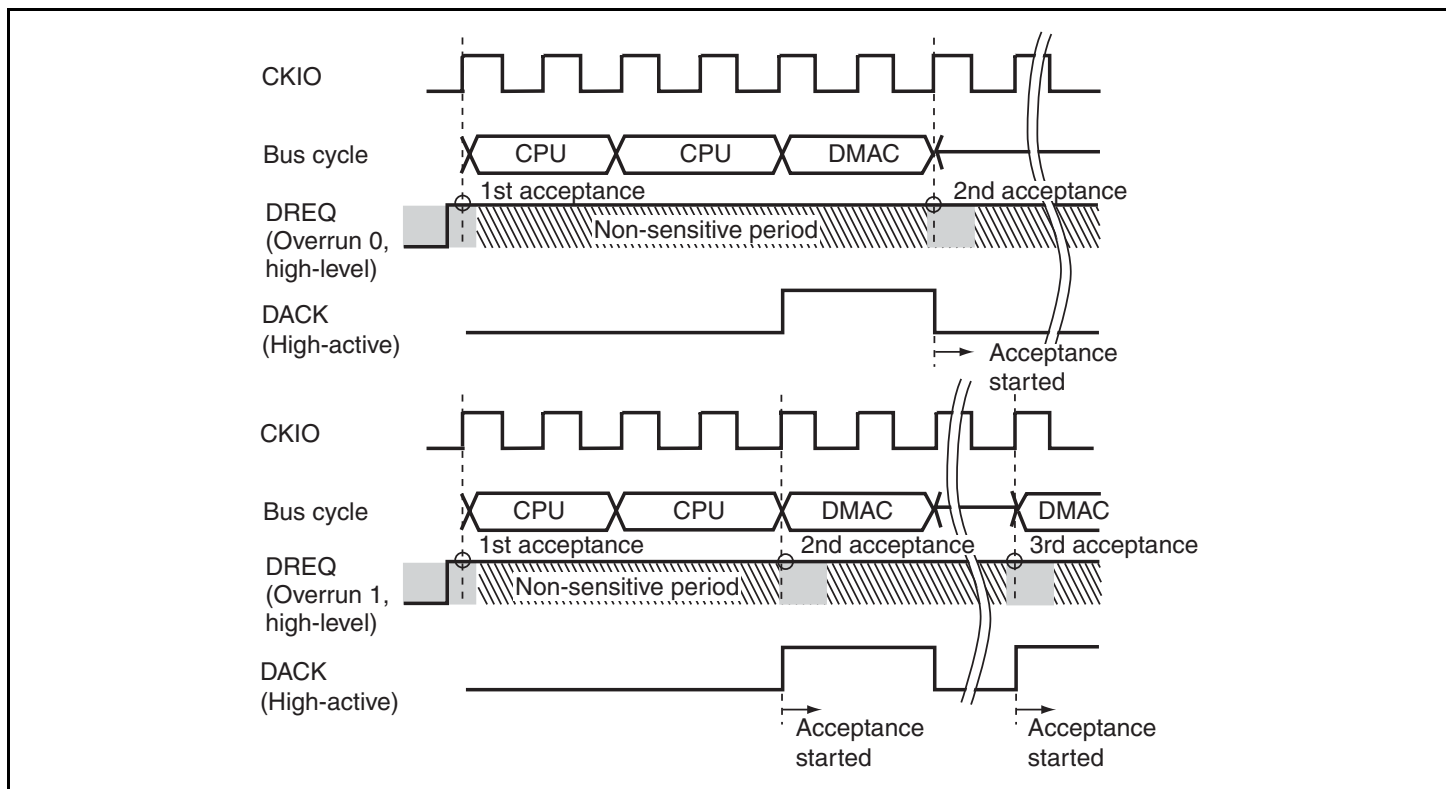 CKIO
Bus cycle
CPU
CPU
DMAC
1st acceptance
2nd acceptance
DREQ
(Overrun 0,
high-level)
Non-sensitive period
DACK
(High-active)
Acceptance
started
CKIO
Bus cycle
CPU
CPU
DMAC
DMAC
1st acceptance
2nd acceptance
3rd acceptance
DREQ
(Overrun 1,
high-level)
Non-sensitive period
DACK
(High-active)
Acceptance
started
Acceptance
started